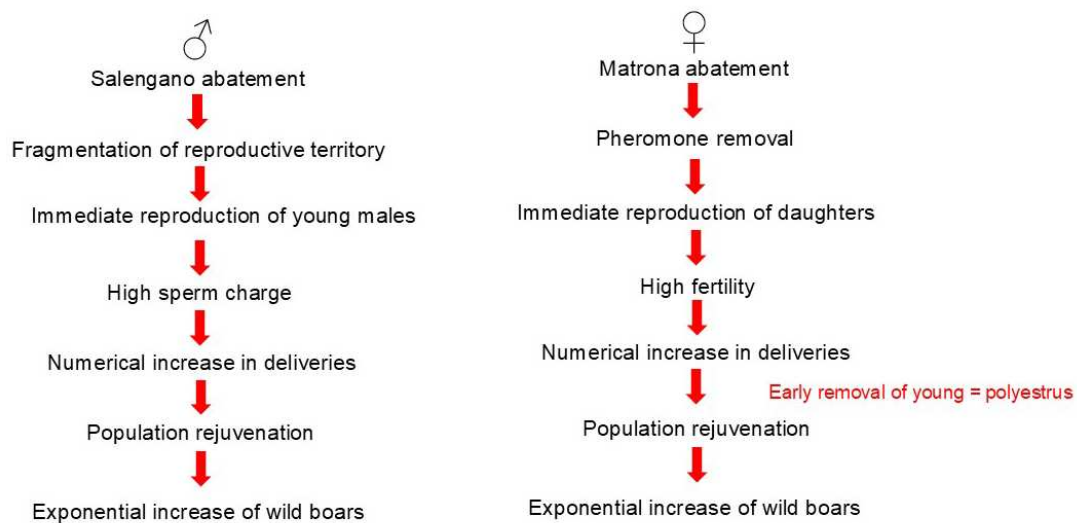 Salengano abatement
Fragmentation of reproductive territory
Immediate reproduction of young males
High sperm charge
Numerical increase in deliveries
Population rejuvenation
Exponential increase of wild boars
Matrona abatement
Pheromone removal
Immediate reproduction of daughters
High fertility
Numerical increase in deliveries
Early removal of young = polyestrus
Population rejuvenation
Exponential increase of wild boars